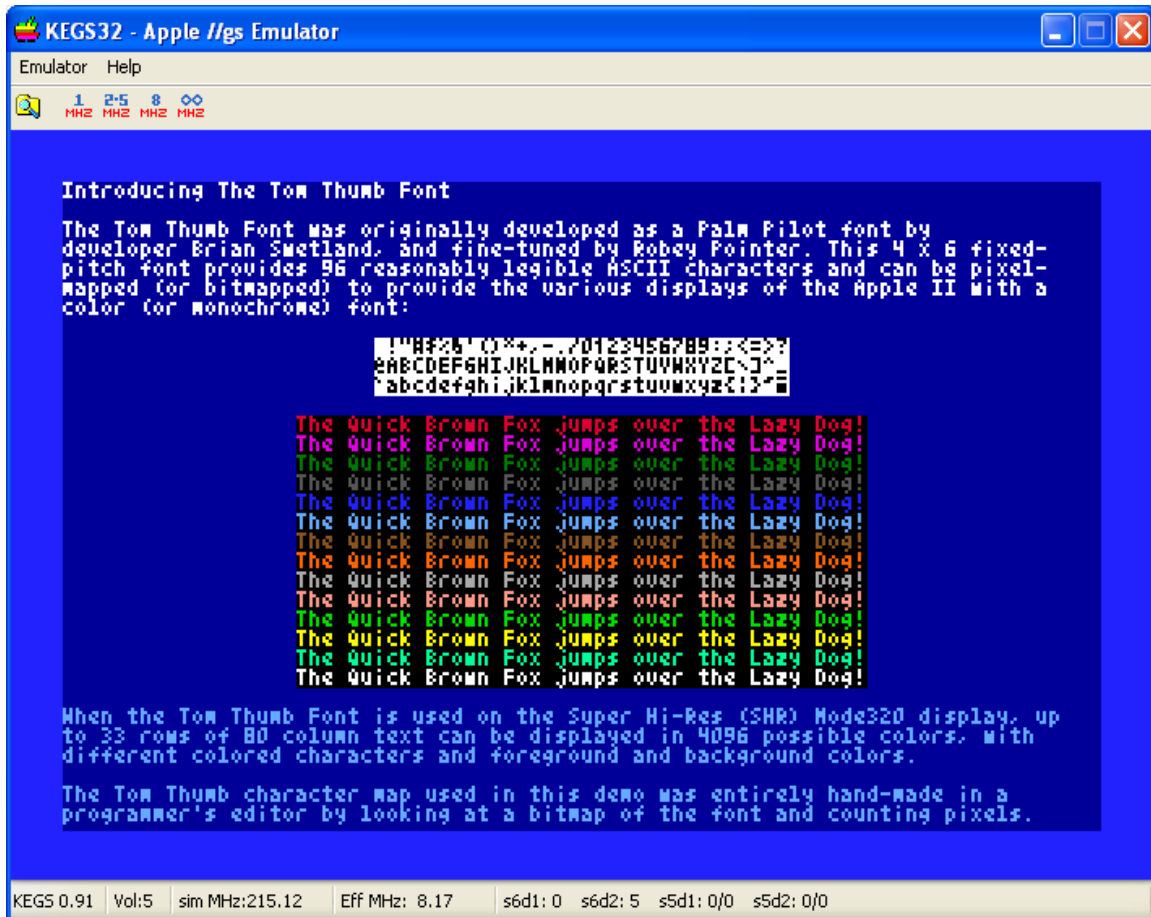 KEGS32 - Apple //gs Emulator
Emulator Help
1 MHZ 2·5 MHZ 8 MHZ ∞ MHZ
Introducing The Tom Thumb Font
The Tom Thumb Font was originally developed as a Palm Pilot font by
developer Brian Swetland, and fine-tuned by Robey Pointer. This 4 x 6 fixed-
pitch font provides 96 reasonably legible ASCII characters and can be pixel-
mapped (or bitmapped) to provide the various displays of the Apple II with a
color (or monochrome) font:
!"#$%&'()*+,-./0123456789:;<=>?
@ABCDEFGHIJKLMNOPQRSTUVWXYZ[\]^_
`abcdefghijklmnopqrstuvwxyz{|}~
The Quick Brown Fox jumps over the Lazy Dog!
The Quick Brown Fox jumps over the Lazy Dog!
The Quick Brown Fox jumps over the Lazy Dog!
The Quick Brown Fox jumps over the Lazy Dog!
The Quick Brown Fox jumps over the Lazy Dog!
The Quick Brown Fox jumps over the Lazy Dog!
The Quick Brown Fox jumps over the Lazy Dog!
The Quick Brown Fox jumps over the Lazy Dog!
The Quick Brown Fox jumps over the Lazy Dog!
The Quick Brown Fox jumps over the Lazy Dog!
The Quick Brown Fox jumps over the Lazy Dog!
The Quick Brown Fox jumps over the Lazy Dog!
The Quick Brown Fox jumps over the Lazy Dog!
The Quick Brown Fox jumps over the Lazy Dog!
When the Tom Thumb Font is used on the Super Hi-Res (SHR) Mode320 display, up
to 33 rows of 80 column text can be displayed in 4096 possible colors, with
different colored characters and foreground and background colors.
The Tom Thumb character map used in this demo was entirely hand-made in a
programmer's editor by looking at a bitmap of the font and counting pixels.
KEGS 0.91 Vol:5 sim MHz:215.12 Eff MHz: 8.17 s6d1: 0 s6d2: 5 s5d1: 0/0 s5d2: 0/0